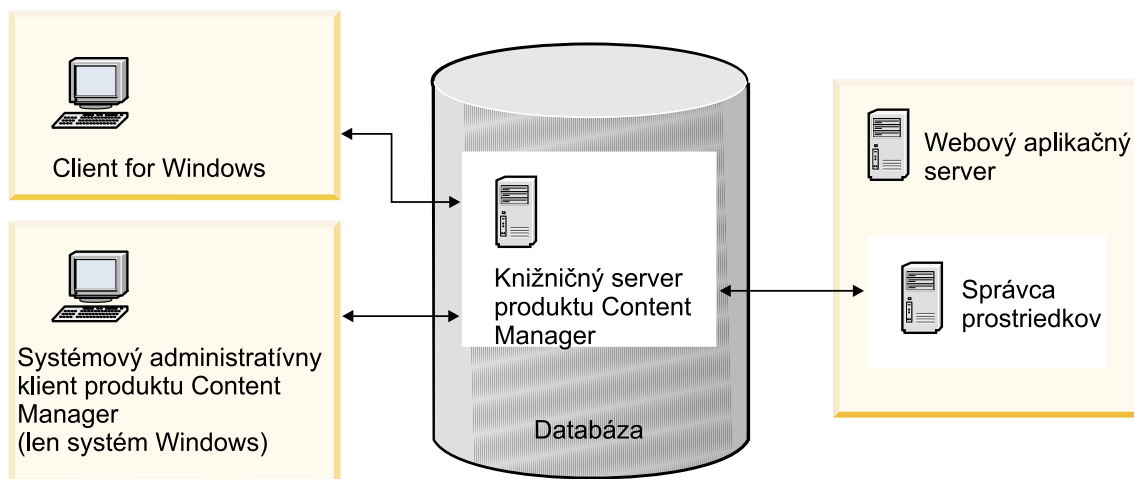 Client for Windows
Systémový administratívny
klient produktu Content
Manager
(len systém Windows)
Knižničný server
produktu Content
Manager
Databáza
Webový aplikačný
server
Správca
prostriedkov